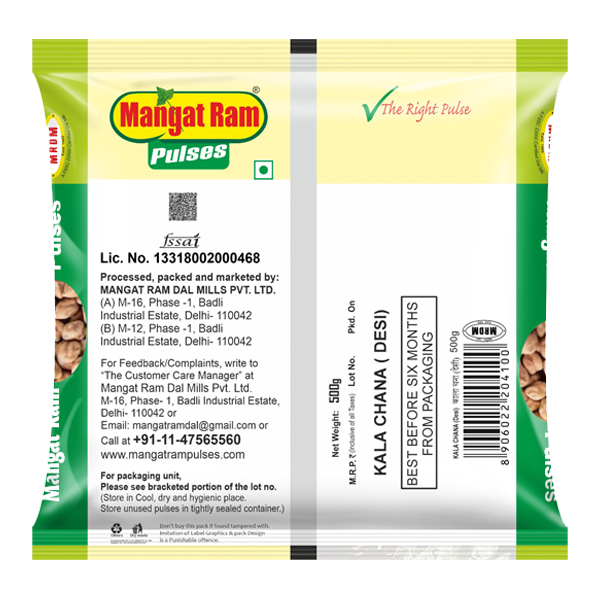 Mangat Ram
®
Pulses
The Right Pulse
MRDM
fssai
Lic. No. 13318002000468
Processed, packed and marketed by:
MANGAT RAM DAL MILLS PVT. LTD.
(A) M-16, Phase -1, Badli
Industrial Estate, Delhi- 110042
(B) M-12, Phase -1, Badli
Industrial Estate, Delhi- 110042
For Feedback/Complaints, write to
“The Customer Care Manager” at
Mangat Ram Dal Mills Pvt. Ltd.
M-16, Phase- 1, Badli Industrial Estate,
Delhi- 110042 or
Email: mangatramdal@gmail.com or
Call at +91-11-47565560
www.mangatrampulses.com
For packaging unit,
Please see bracketed portion of the lot no.
(Store in Cool, dry and hygienic place.
Store unused pulses in tightly sealed container.)
Don't buy this pack if found tampered with.
Imitation of Label Graphics & pack Design
is a Punishable offence.
Net Weight: 500g
M.R.P. ₹ (Inclusive of all Taxes) Lot No. Pkd. On
KALA CHANA ( DESI)
BEST BEFORE SIX MONTHS
FROM PACKAGING
KALA CHANA (Desi) काला चना (देसी) 500g
MRDM
8 906022 204100
Mangat Ram Pulses
MRDM
Pulses